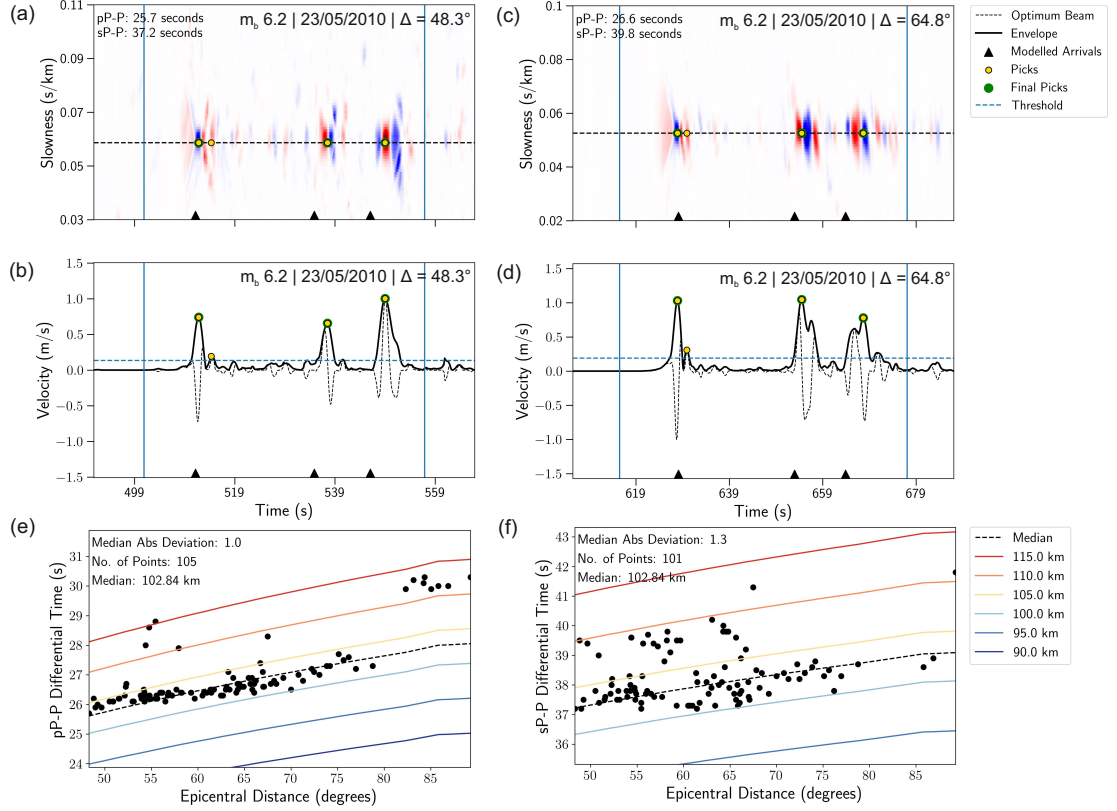 (a)
pP-P: 25.7 seconds
sP-P: 37.2 seconds
m_b 6.2 | 23/05/2010 | Δ = 48.3°
Slowness (s/km)
0.11
0.09
0.07
0.05
0.03
(c)
pP-P: 26.6 seconds
sP-P: 39.8 seconds
m_b 6.2 | 23/05/2010 | Δ = 64.8°
Slowness (s/km)
0.1
0.08
0.06
0.04
0.02
Optimum Beam
Envelope
Modelled Arrivals
Picks
Final Picks
Threshold
(b)
m_b 6.2 | 23/05/2010 | Δ = 48.3°
Velocity (m/s)
1.5
1.0
0.5
0.0
−0.5
−1.0
−1.5
499 519 539 559
Time (s)
(d)
m_b 6.2 | 23/05/2010 | Δ = 64.8°
Velocity (m/s)
1.5
1.0
0.5
0.0
−0.5
−1.0
−1.5
619 639 659 679
Time (s)
(e)
Median Abs Deviation: 1.0
No. of Points: 105
Median: 102.84 km
pP-P Differential Time (s)
31
30
29
28
27
26
25
24
50 55 60 65 70 75 80 85
Epicentral Distance (degrees)
(f)
Median Abs Deviation: 1.3
No. of Points: 101
Median: 102.84 km
sP-P Differential Time (s)
43
42
41
40
39
38
37
36
50 55 60 65 70 75 80 85
Epicentral Distance (degrees)
Median
115.0 km
110.0 km
105.0 km
100.0 km
95.0 km
90.0 km